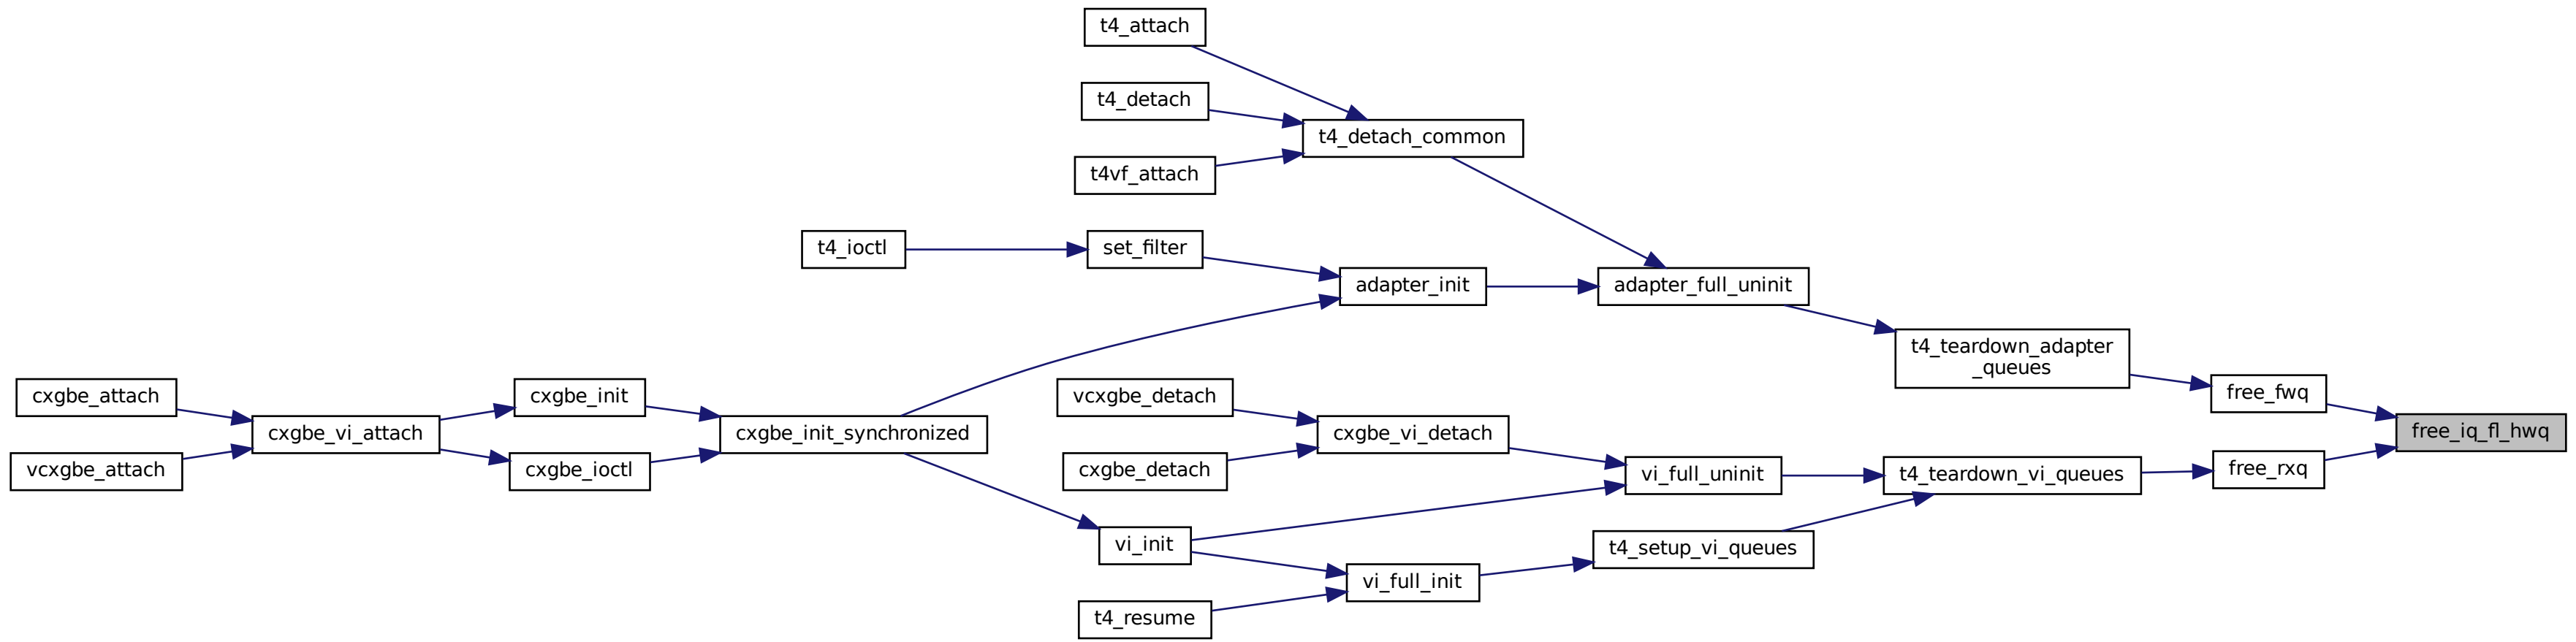 t4_attach
t4_detach
t4_detach_common
t4vf_attach
t4_ioctl
set_filter
adapter_init
adapter_full_uninit
t4_teardown_adapter
_queues
cxgbe_attach
cxgbe_init
vcxgbe_detach
free_fwq
cxgbe_vi_attach
cxgbe_init_synchronized
cxgbe_vi_detach
free_iq_fl_hwq
vcxgbe_attach
cxgbe_ioctl
cxgbe_detach
vi_full_uninit
t4_teardown_vi_queues
free_rxq
vi_init
t4_setup_vi_queues
vi_full_init
t4_resume